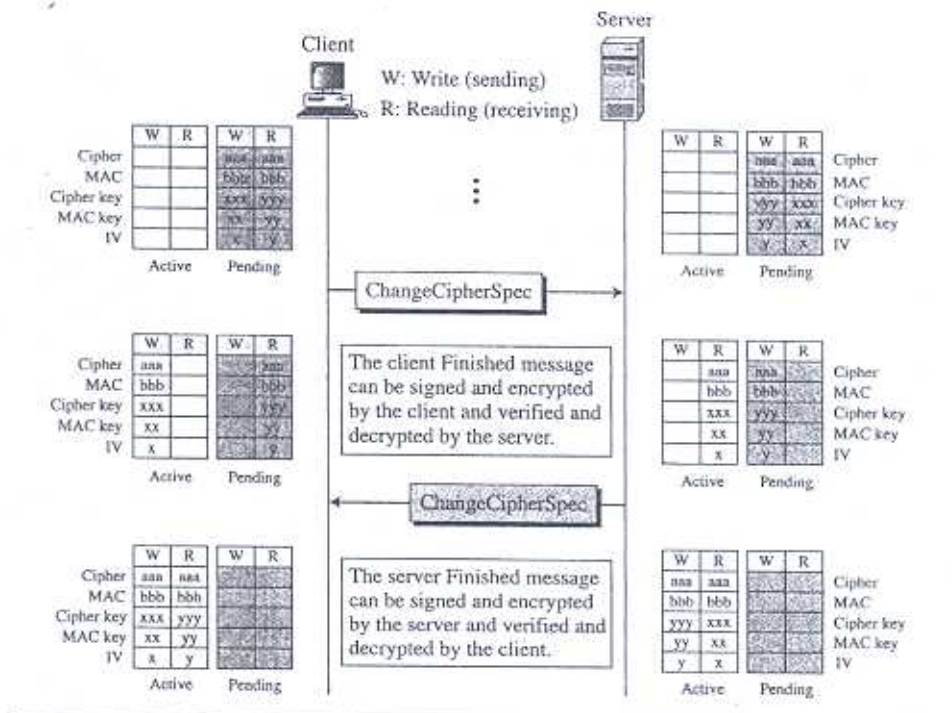 Server
Client
W: Write (sending)
R: Reading (receiving)
W R W R
Cipher aaa aaa
MAC bbb bbb
Cipher key xxx yyy
MAC key xx yy
IV x y
Active Pending
W R W R
aaa aaa Cipher
bbb bbb MAC
yyy xxx Cipher key
yy xx MAC key
y x IV
Active Pending
ChangeCipherSpec
W R W R
Cipher aaa aaa
MAC bbb bbb
Cipher key xxx yyy
MAC key xx yy
IV x y
Active Pending
The client Finished message
can be signed and encrypted
by the client and verified and
decrypted by the server.
W R W R
aaa aaa Cipher
bbb bbb MAC
xxx yyy Cipher key
xx yy MAC key
x y IV
Active Pending
ChangeCipherSpec
W R W R
Cipher aaa aaa
MAC bbb bbb
Cipher key xxx yyy
MAC key xx yy
IV x y
Active Pending
The server Finished message
can be signed and encrypted
by the server and verified and
decrypted by the client.
W R W R
aaa aaa Cipher
bbb bbb MAC
yyy xxx Cipher key
yy xx MAC key
y x IV
Active Pending